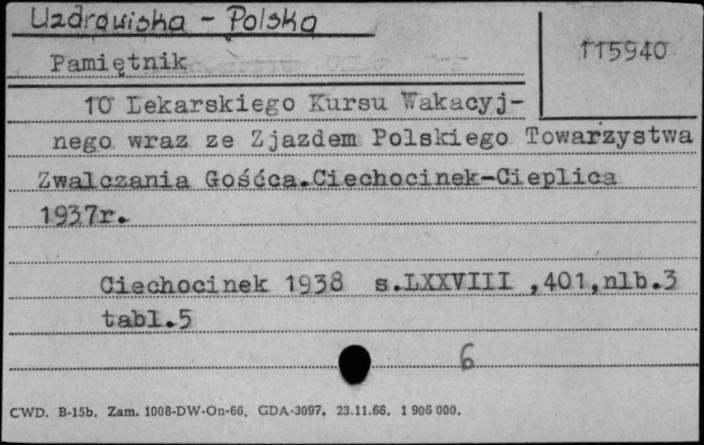 Uzdrowiska - Polska
115940
Pamiętnik
10 Lekarskiego Kursu Wakacyj-
nego wraz ze Zjazdem Polskiego Towarzystwa
Zwalczania Gośćca.Ciechocinek-Cieplica
1937r.
Ciechocinek 1938 s.LXXVIII ,401,nlb.3
tabl.5
6
CWD. B-15b. Zam. 1008-DW-On-66. GDA-3097. 23.11.66. 1 906 000.